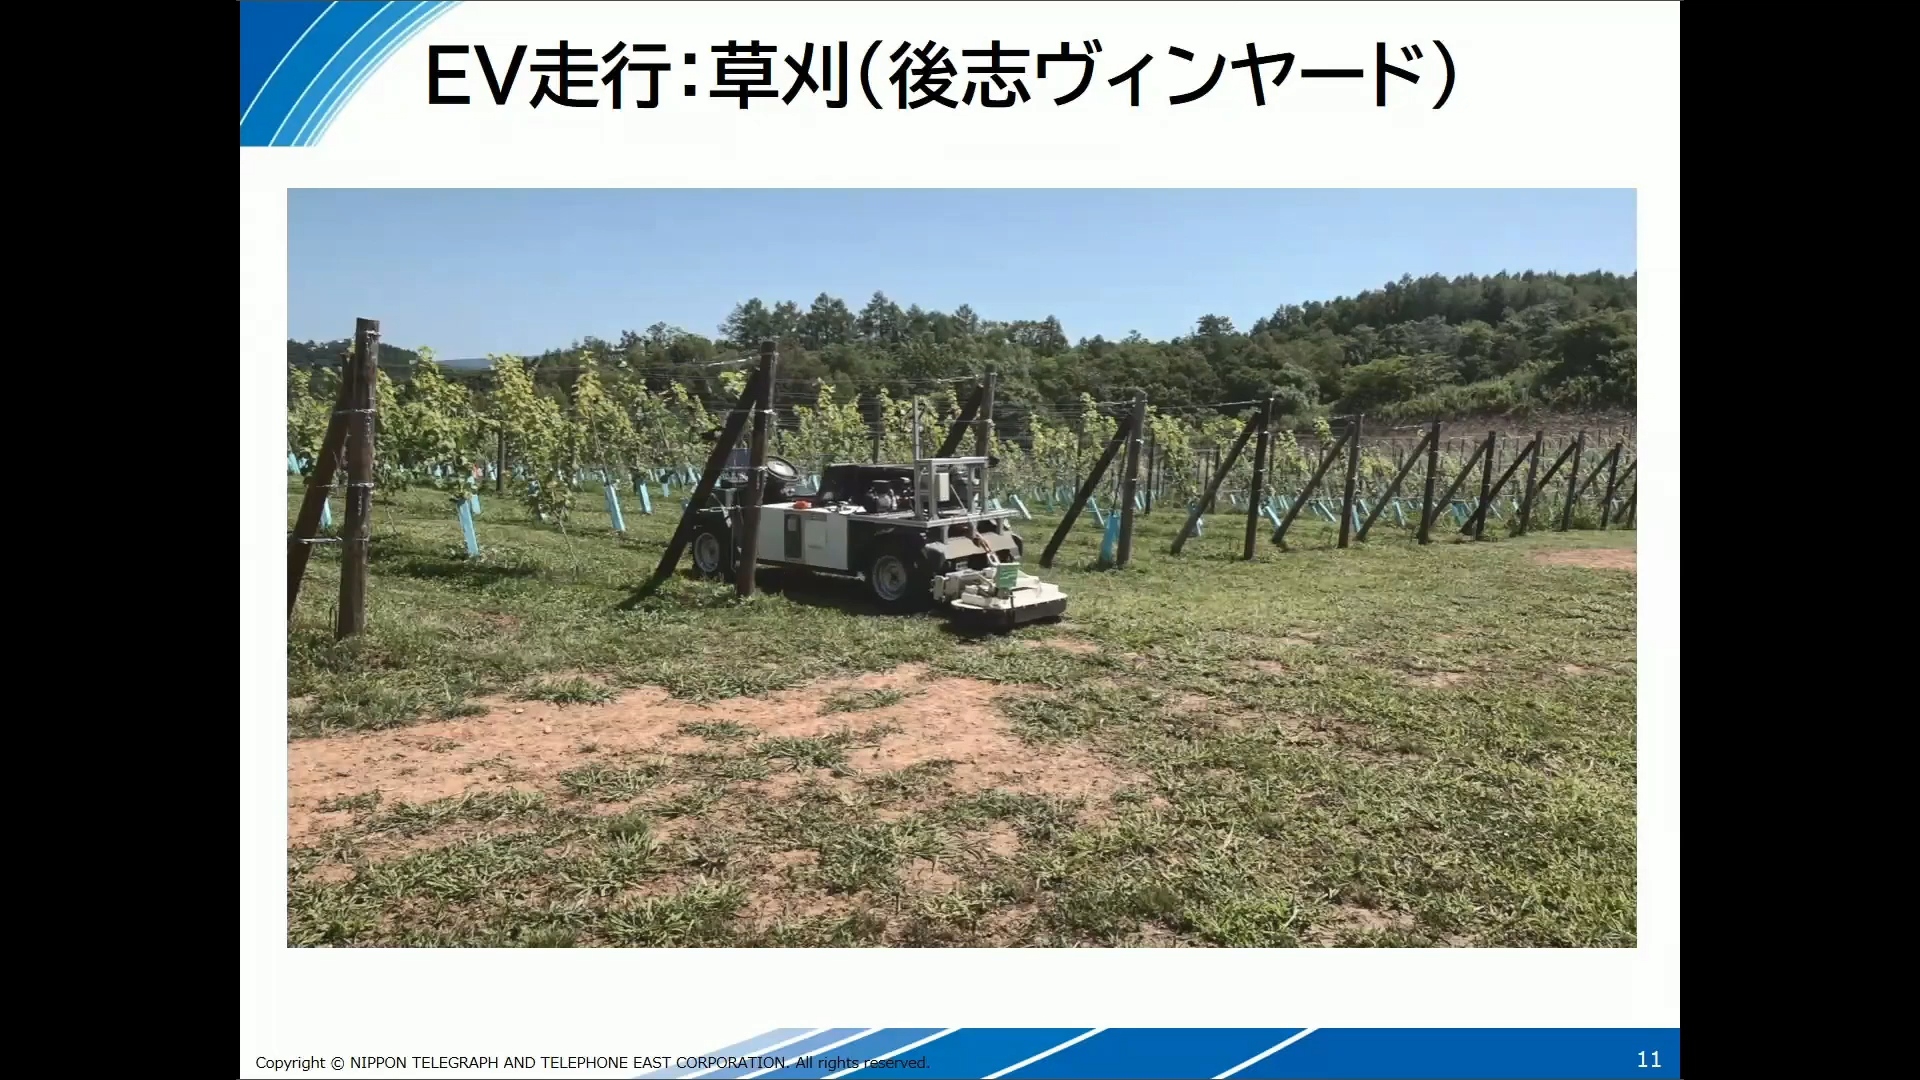 EV走行：草刈（後志ヴィンヤード）
Copyright © NIPPON TELEGRAPH AND TELEPHONE EAST CORPORATION. All rights reserved.
11